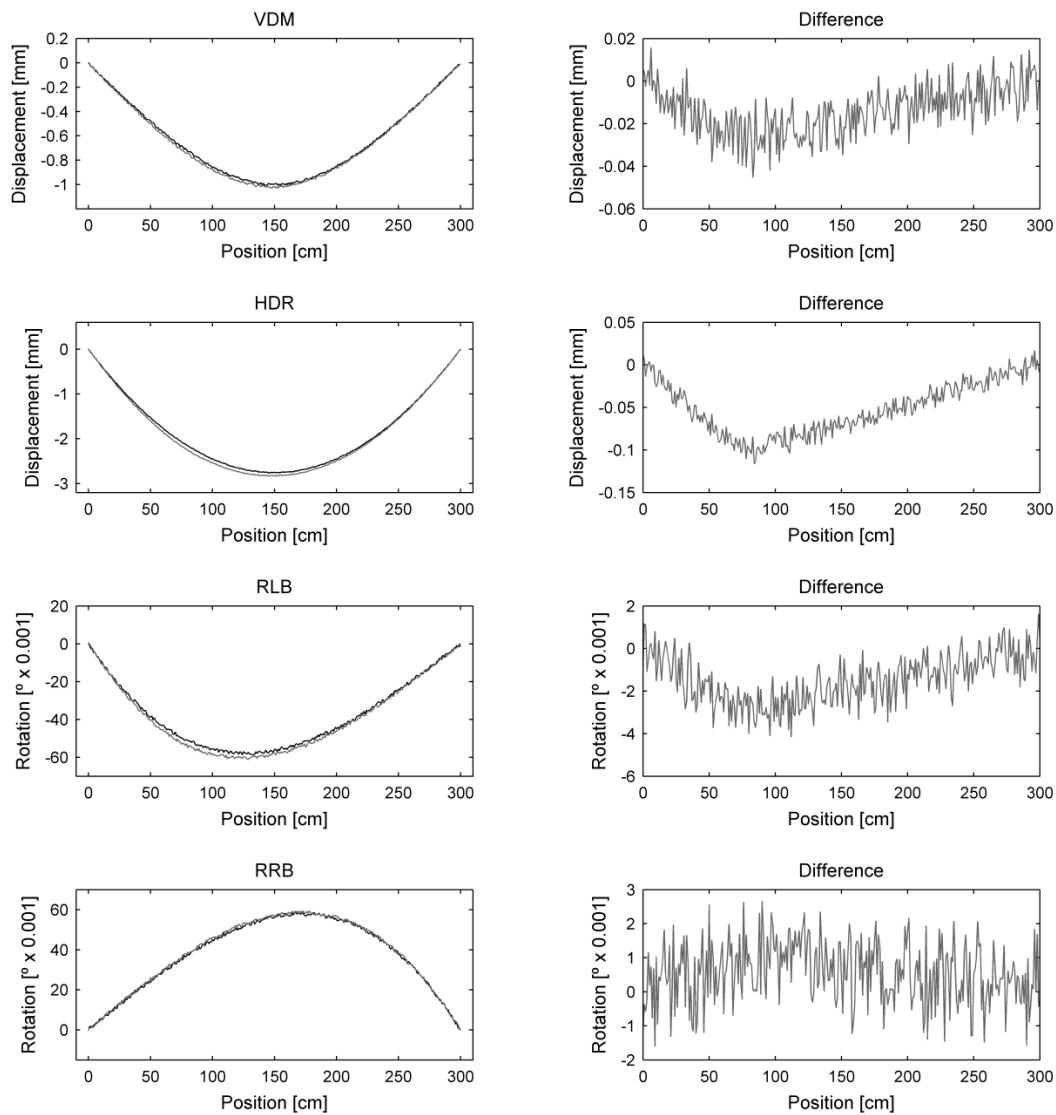 VDM
Displacement [mm]
0.2
0
-0.2
-0.4
-0.6
-0.8
-1
0 50 100 150 200 250 300
Position [cm]
Difference
Displacement [mm]
0.02
0
-0.02
-0.04
-0.06
0 50 100 150 200 250 300
Position [cm]
HDR
Displacement [mm]
0
-1
-2
-3
0 50 100 150 200 250 300
Position [cm]
Difference
Displacement [mm]
0.05
0
-0.05
-0.1
-0.15
0 50 100 150 200 250 300
Position [cm]
RLB
Rotation [º x 0.001]
20
0
-20
-40
-60
0 50 100 150 200 250 300
Position [cm]
Difference
Rotation [º x 0.001]
2
0
-2
-4
-6
0 50 100 150 200 250 300
Position [cm]
RRB
Rotation [º x 0.001]
60
40
20
0
0 50 100 150 200 250 300
Position [cm]
Difference
Rotation [º x 0.001]
3
2
1
0
-1
-2
0 50 100 150 200 250 300
Position [cm]